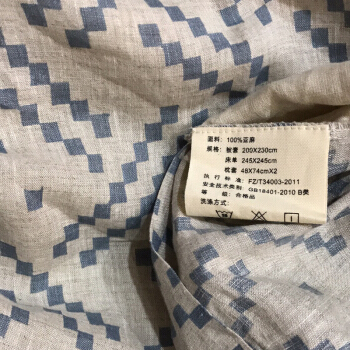 面料: 100%亚麻
规格: 被套 200X230cm
床单 245X245cm
枕套 48X74cmX2
执行标准: FZ/T34003-2011
安全技术类别: GB18401-2010 B类
等 级: 合格品
洗涤方式: